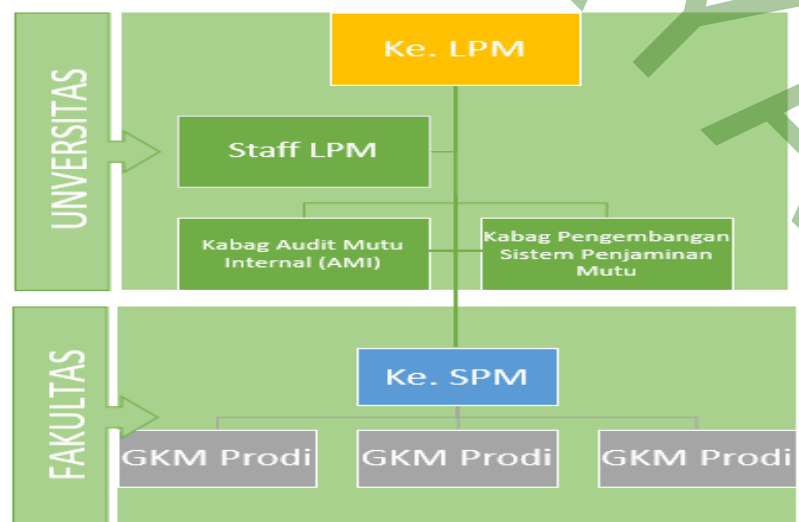 UNVERSITAS
Ke. LPM
Staff LPM
Kabag Audit Mutu
Internal (AMI)
Kabag Pengembangan
Sistem Penjaminan
Mutu
FAKULTAS
Ke. SPM
GKM Prodi
GKM Prodi
GKM Prodi